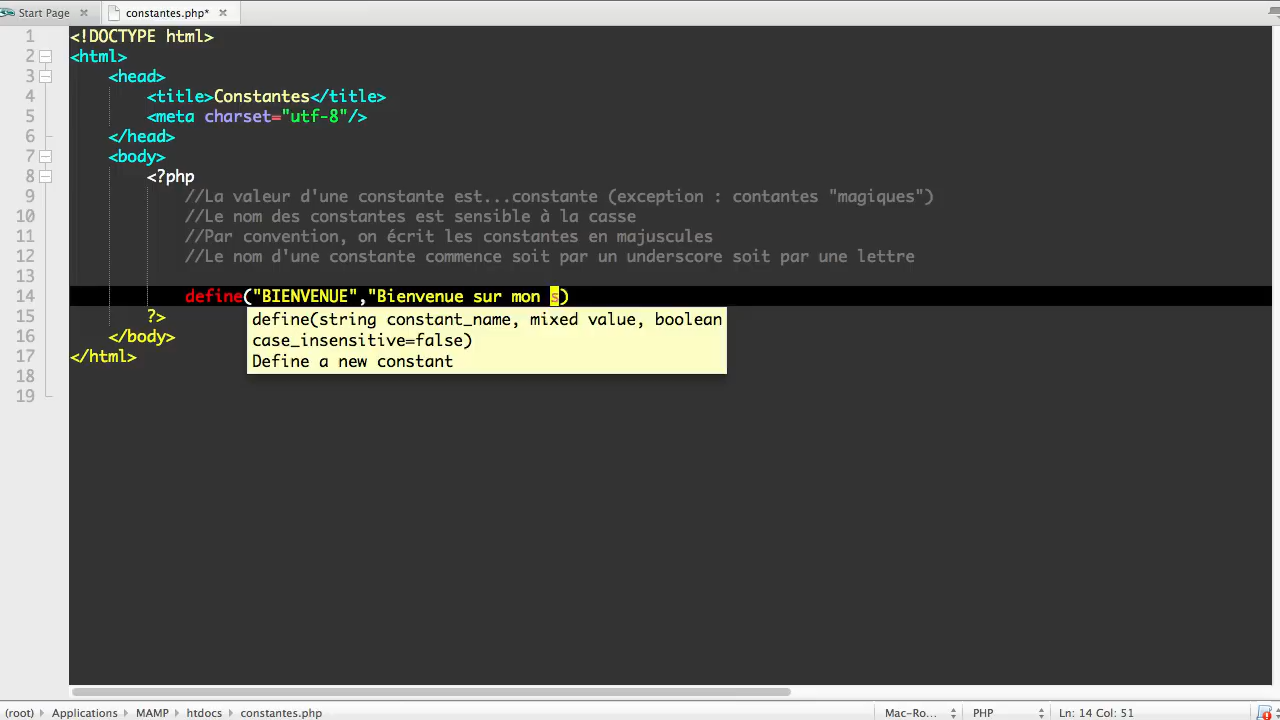 Start Page
constantes.php*
1 <!DOCTYPE html>
2 <html>
3 <head>
4 <title>Constantes</title>
5 <meta charset="utf-8"/>
6 </head>
7 <body>
8 <?php
9 //La valeur d'une constante est...constante (exception : contantes "magiques")
10 //Le nom des constantes est sensible à la casse
11 //Par convention, on écrit les constantes en majuscules
12 //Le nom d'une constante commence soit par un underscore soit par une lettre
13
14 define("BIENVENUE","Bienvenue sur mon s)
15 ?>
define(string constant_name, mixed value, boolean
case_insensitive=false)
Define a new constant
16 </body>
17 </html>
18
19
(root) Applications MAMP htdocs constantes.php Mac-Ro... PHP Ln: 14 Col: 51